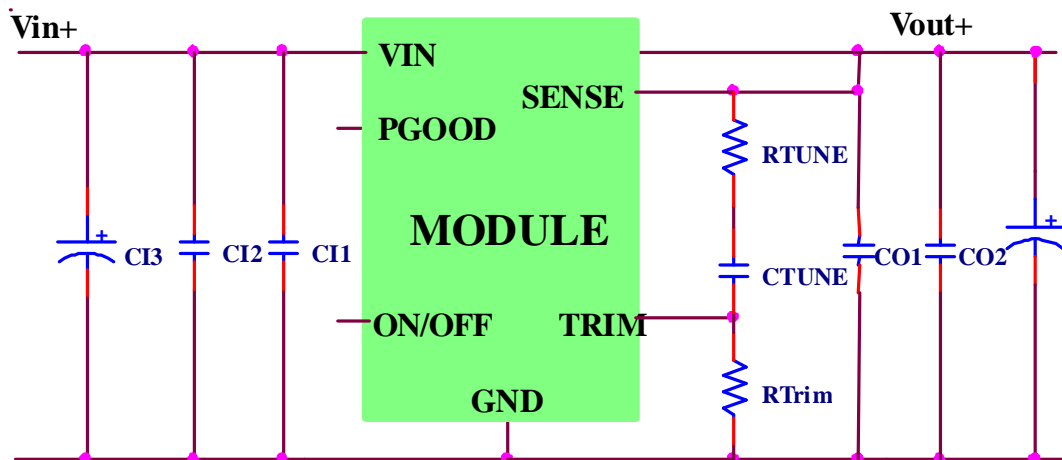 Vin+
Vout+
VIN
SENSE
PGOOD
RTUNE
MODULE
+
CI3
CI2
CI1
CTUNE
CO1
CO2
+
ON/OFF
TRIM
RTrim
GND